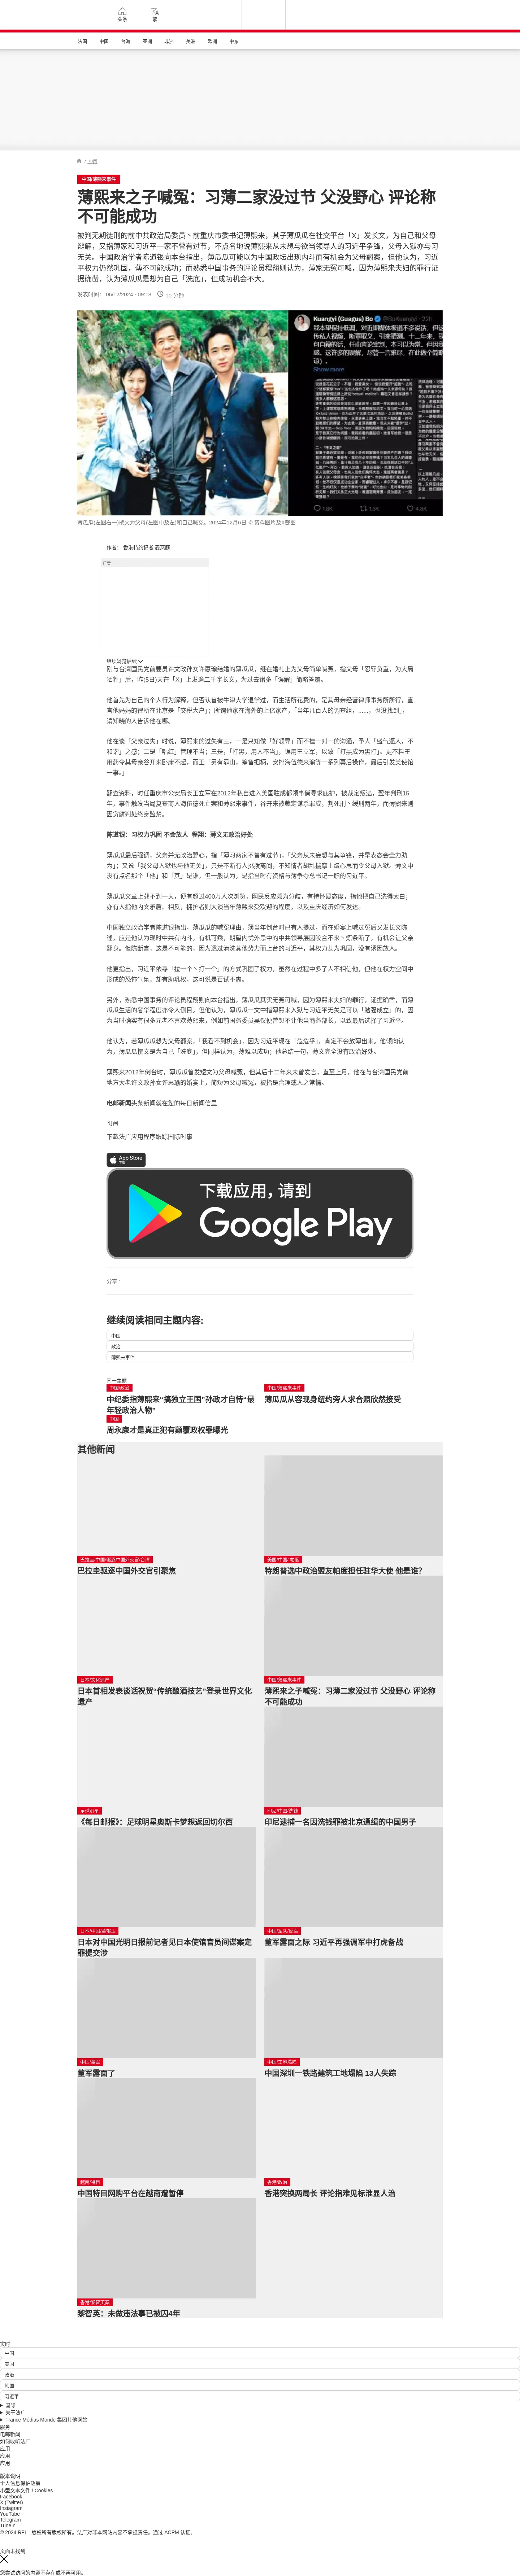 头条
繁
法国
中国
台海
亚洲
非洲
美洲
欧洲
中东
/ 中国
中国/薄熙来事件
薄熙来之子喊冤：习薄二家没过节 父没野心 评论称
不可能成功
被判无期徒刑的前中共政治局委员丶前重庆市委书记薄熙来，其子薄瓜瓜在社交平台「X」发长文，为自己和父母
辩解，又指薄家和习近平一家不曾有过节，不点名地说薄熙来从未想与欲当领导人的习近平争锋，父母入狱亦与习
无关。中国政治学者陈道银向本台指出，薄瓜瓜可能以为中国政坛出现内斗而有机会为父母翻案，但他认为，习近
平权力仍然巩固，薄不可能成功；而熟悉中国事务的评论员程翔则认为，薄家无冤可喊，因为薄熙来夫妇的罪行证
据确凿，认为薄瓜瓜是想为自己「洗底」，但成功机会不大。
发表时间： 06/12/2024 - 09:18
10 分钟
Kuangyi (Guagua) Bo
Show more
1.8K
1.3K
4.8K
薄瓜瓜(左图右一)撰文为父母(左图中及左)和自己喊冤。2024年12月6日 © 资料图片及X截图
作者： 香港特约记者 麦燕庭
广告
继续浏览后续
刚与台湾国民党前要员许文政孙女许惠瑜结婚的薄瓜瓜，继在婚礼上为父母简单喊冤，指父母「忍辱负重，为大局
牺牲」后，昨(5日)天在「X」上发逾二千字长文，为过去诸多「误解」简略答覆。
他首先为自己的个人行为解释，但否认曾被牛津大学退学过，而生活所花费的，是其母亲经营律师事务所所得，直
言他妈妈的律所在北京是「交税大户」；所谓他家在海外的上亿家产，「当年几百人的调查组，......，也没找到」，
请知晓的人告诉他在哪。
他在谈「父亲过失」时说，薄熙来的过失有三，一是只知做「好领导」而不擅一对一的沟通，予人「盛气逼人，不
和谐」之感；二是「唱红」管理不当；三是，「打黑，用人不当」，误用王立军，以致「打黑成为黑打」。更不料王
用药令其母亲谷开来卧床不起，而王「另有靠山，筹备把柄，安排海伍德来渝等一系列幕后操作，最后引发美使馆
一事。」
翻查资料，时任重庆市公安局长王立军在2012年私自进入美国驻成都领事倘寻求庇护，被裁定叛逃，翌年判刑15
年，事件触发当局复查商人海伍德死亡案和薄熙来事件，谷开来被裁定谋杀罪成，判死刑丶缓刑两年，而薄熙来则
因贪腐判处终身监禁。
陈道银：习权力巩固 不会放人 程翔：薄文无政治好处
薄瓜瓜最后强调，父亲并无政治野心，指「薄习两家不曾有过节」，「父亲从未妄想与其争锋，并早表态会全力助
力」；又说「我父母入狱也与他无关」，只是不断有人挑拨离间，不知情者胡乱揣摩上级心思而令父母入狱。薄文中
没有点名那个「他」和「其」是谁，但一般认为，是指当时有资格与薄争夺总书记一职的习近平。
薄瓜瓜文章上载不到一天，便有超过400万人次浏览，网民反应颇为分歧，有持怀疑态度，指他把自己洗得太白；
亦有人指他内文矛盾。相反，拥护者则大谈当年薄熙来受欢迎的程度，以及重庆经济如何发达。
中国独立政治学者陈道银指出，薄瓜瓜的喊冤理由，薄当年倒台时已有人提过，而在婚宴上喊过冤后又发长文陈
述，应是他认为现时中共有内斗，有机可乘，期望内忧外患中的中共领导层因咬合不来丶炼条断了，有机会让父亲
翻身。但陈断言，这是不可能的，因为透过清洗其他势力而上台的习近平，其权力甚为巩固，没有诱因放人。
他更指出，习近平依靠「拉一个丶打一个」的方式巩固了权力，虽然在过程中多了人不相信他，但他在权力空间中
形成的恐怖气氛，却有助巩权，这可说是百试不爽。
另外，熟悉中国事务的评论员程翔则向本台指出，薄瓜瓜其实无冤可喊，因为薄熙来夫妇的罪行，证据确凿，而薄
瓜瓜生活的奢华程度亦令人侧目。但他认为，薄瓜瓜一文中指薄熙来入狱与习近平无关是可以「勉强成立」的，因
为当时确实有很多元老不喜欢薄熙来，例如前国务委员吴仪便曾想不让他当商务部长，以致最后选择了习近平。
他认为，若薄瓜瓜想为父母翻案，「我看不到机会」，因为习近平现在「危危乎」，肯定不会放薄出来。他倾向认
为，薄瓜瓜撰文是为自己「洗底」，但同样认为，薄难以成功；他总结一句，薄文完全没有政治好处。
薄熙来2012年倒台时，薄瓜瓜曾发短文为父母喊冤，但其后十二年来未曾发言，直至上月，他在与台湾国民党前
地方大老许文政孙女许惠瑜的婚宴上，简短为父母喊冤，被指是合理或人之常情。
电邮新闻头条新闻就在您的每日新闻信里
订阅
下载法广应用程序跟踪国际时事
App Store
下载
下载应用，请到
Google Play
分享 :
继续阅读相同主题内容:
中国
政治
薄熙来事件
同一主题
中国/政治
中纪委指薄熙来“搞独立王国”孙政才自恃“最
年轻政治人物”
中国/薄熙来事件
薄瓜瓜从容现身纽约旁人求合照欣然接受
中国
周永康才是真正犯有颠覆政权罪曝光
其他新闻
巴拉圭/中国/驱逐中国外交官/台湾
巴拉圭驱逐中国外交官引聚焦
美国/中国/ 帕度
特朗普选中政治盟友帕度担任驻华大使 他是谁？
日本/文化遗产
日本首相发表谈话祝贺“传统酿酒技艺”登录世界文化
遗产
中国/薄熙来事件
薄熙来之子喊冤：习薄二家没过节 父没野心 评论称
不可能成功
足球明星
《每日邮报》：足球明星奥斯卡梦想返回切尔西
印尼/中国/洗钱
印尼逮捕一名因洗钱罪被北京通缉的中国男子
日本/中国/董郁玉
日本对中国光明日报前记者见日本使馆官员间谍案定
罪提交涉
中国/军队/反腐
董军露面之际 习近平再强调军中打虎备战
中国/董军
董军露面了
中国/工地塌陷
中国深圳一铁路建筑工地塌陷 13人失踪
越南/特目
中国特目网购平台在越南遭暂停
香港/政治
香港突换两局长 评论指难见标淮显人治
香港/黎智英案
黎智英：未做违法事已被囚4年
实时
中国
美国
政治
韩国
习近平
国际
关于法广
France Médias Monde 集团其他网站
服务
电邮新闻
如何收听法广
应用
应用
应用
版本说明
个人信息保护政策
小型文本文件 / Cookies
Facebook
X (Twitter)
Instagram
YouTube
Telegram
TuneIn
© 2024 RFI – 版权所有版权所有。法广对非本网站内容不承担责任。通过 ACPM 认证。
页面未找到
您尝试访问的内容不存在或不再可用。